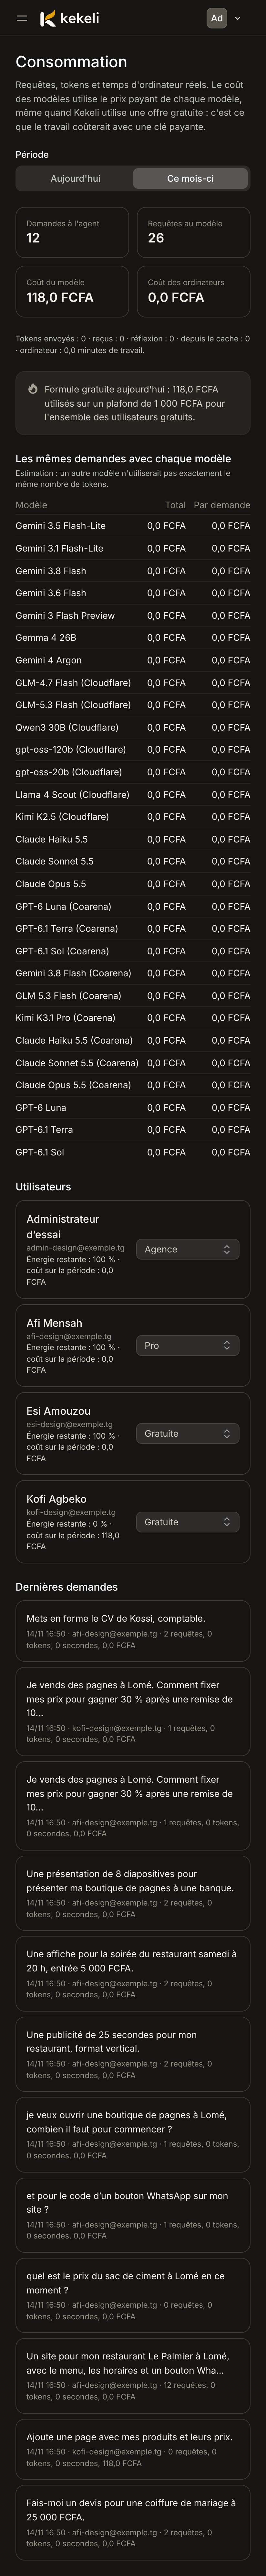 kekeli
Ad
Consommation
Requêtes, tokens et temps d'ordinateur réels. Le coût
des modèles utilise le prix payant de chaque modèle,
même quand Kekeli utilise une offre gratuite : c'est ce
que le travail coûterait avec une clé payante.
Période
Aujourd'hui
Ce mois-ci
Demandes à l'agent
12
Requêtes au modèle
26
Coût du modèle
118,0 FCFA
Coût des ordinateurs
0,0 FCFA
Tokens envoyés : 0 · reçus : 0 · réflexion : 0 · depuis le cache : 0
· ordinateur : 0,0 minutes de travail.
Formule gratuite aujourd'hui : 118,0 FCFA
utilisés sur un plafond de 1 000 FCFA pour
l'ensemble des utilisateurs gratuits.
Les mêmes demandes avec chaque modèle
Estimation : un autre modèle n'utiliserait pas exactement le
même nombre de tokens.
Modèle Total Par demande
Gemini 3.5 Flash-Lite 0,0 FCFA 0,0 FCFA
Gemini 3.1 Flash-Lite 0,0 FCFA 0,0 FCFA
Gemini 3.8 Flash 0,0 FCFA 0,0 FCFA
Gemini 3.6 Flash 0,0 FCFA 0,0 FCFA
Gemini 3 Flash Preview 0,0 FCFA 0,0 FCFA
Gemma 4 26B 0,0 FCFA 0,0 FCFA
Gemini 4 Argon 0,0 FCFA 0,0 FCFA
GLM-4.7 Flash (Cloudflare) 0,0 FCFA 0,0 FCFA
GLM-5.3 Flash (Cloudflare) 0,0 FCFA 0,0 FCFA
Qwen3 30B (Cloudflare) 0,0 FCFA 0,0 FCFA
gpt-oss-120b (Cloudflare) 0,0 FCFA 0,0 FCFA
gpt-oss-20b (Cloudflare) 0,0 FCFA 0,0 FCFA
Llama 4 Scout (Cloudflare) 0,0 FCFA 0,0 FCFA
Kimi K2.5 (Cloudflare) 0,0 FCFA 0,0 FCFA
Claude Haiku 5.5 0,0 FCFA 0,0 FCFA
Claude Sonnet 5.5 0,0 FCFA 0,0 FCFA
Claude Opus 5.5 0,0 FCFA 0,0 FCFA
GPT-6 Luna (Coarena) 0,0 FCFA 0,0 FCFA
GPT-6.1 Terra (Coarena) 0,0 FCFA 0,0 FCFA
GPT-6.1 Sol (Coarena) 0,0 FCFA 0,0 FCFA
Gemini 3.8 Flash (Coarena) 0,0 FCFA 0,0 FCFA
GLM 5.3 Flash (Coarena) 0,0 FCFA 0,0 FCFA
Kimi K3.1 Pro (Coarena) 0,0 FCFA 0,0 FCFA
Claude Haiku 5.5 (Coarena) 0,0 FCFA 0,0 FCFA
Claude Sonnet 5.5 (Coarena) 0,0 FCFA 0,0 FCFA
Claude Opus 5.5 (Coarena) 0,0 FCFA 0,0 FCFA
GPT-6 Luna 0,0 FCFA 0,0 FCFA
GPT-6.1 Terra 0,0 FCFA 0,0 FCFA
GPT-6.1 Sol 0,0 FCFA 0,0 FCFA
Utilisateurs
Administrateur
d'essai
admin-design@exemple.tg
Énergie restante : 100 % ·
coût sur la période : 0,0
FCFA
Agence
Afi Mensah
afi-design@exemple.tg
Énergie restante : 100 % ·
coût sur la période : 0,0
FCFA
Pro
Esi Amouzou
esi-design@exemple.tg
Énergie restante : 100 % ·
coût sur la période : 0,0
FCFA
Gratuite
Kofi Agbeko
kofi-design@exemple.tg
Énergie restante : 0 % ·
coût sur la période : 118,0
FCFA
Gratuite
Dernières demandes
Mets en forme le CV de Kossi, comptable.
14/11 16:50 · afi-design@exemple.tg · 2 requêtes, 0
tokens, 0 secondes, 0,0 FCFA
Je vends des pagnes à Lomé. Comment fixer
mes prix pour gagner 30 % après une remise de
10…
14/11 16:50 · kofi-design@exemple.tg · 1 requêtes, 0
tokens, 0 secondes, 0,0 FCFA
Je vends des pagnes à Lomé. Comment fixer
mes prix pour gagner 30 % après une remise de
10…
14/11 16:50 · afi-design@exemple.tg · 1 requêtes, 0 tokens,
0 secondes, 0,0 FCFA
Une présentation de 8 diapositives pour
présenter ma boutique de pagnes à une banque.
14/11 16:50 · afi-design@exemple.tg · 2 requêtes, 0
tokens, 0 secondes, 0,0 FCFA
Une affiche pour la soirée du restaurant samedi à
20 h, entrée 5 000 FCFA.
14/11 16:50 · afi-design@exemple.tg · 2 requêtes, 0
tokens, 0 secondes, 0,0 FCFA
Une publicité de 25 secondes pour mon
restaurant, format vertical.
14/11 16:50 · afi-design@exemple.tg · 2 requêtes, 0
tokens, 0 secondes, 0,0 FCFA
je veux ouvrir une boutique de pagnes à Lomé,
combien il faut pour commencer ?
14/11 16:50 · afi-design@exemple.tg · 1 requêtes, 0 tokens,
0 secondes, 0,0 FCFA
et pour le code d'un bouton WhatsApp sur mon
site ?
14/11 16:50 · afi-design@exemple.tg · 1 requêtes, 0 tokens,
0 secondes, 0,0 FCFA
quel est le prix du sac de ciment à Lomé en ce
moment ?
14/11 16:50 · afi-design@exemple.tg · 0 requêtes, 0
tokens, 0 secondes, 0,0 FCFA
Un site pour mon restaurant Le Palmier à Lomé,
avec le menu, les horaires et un bouton Wha…
14/11 16:50 · afi-design@exemple.tg · 12 requêtes, 0
tokens, 0 secondes, 0,0 FCFA
Ajoute une page avec mes produits et leurs prix.
14/11 16:50 · kofi-design@exemple.tg · 0 requêtes, 0
tokens, 0 secondes, 118,0 FCFA
Fais-moi un devis pour une coiffure de mariage à
25 000 FCFA.
14/11 16:50 · afi-design@exemple.tg · 2 requêtes, 0
tokens, 0 secondes, 0,0 FCFA